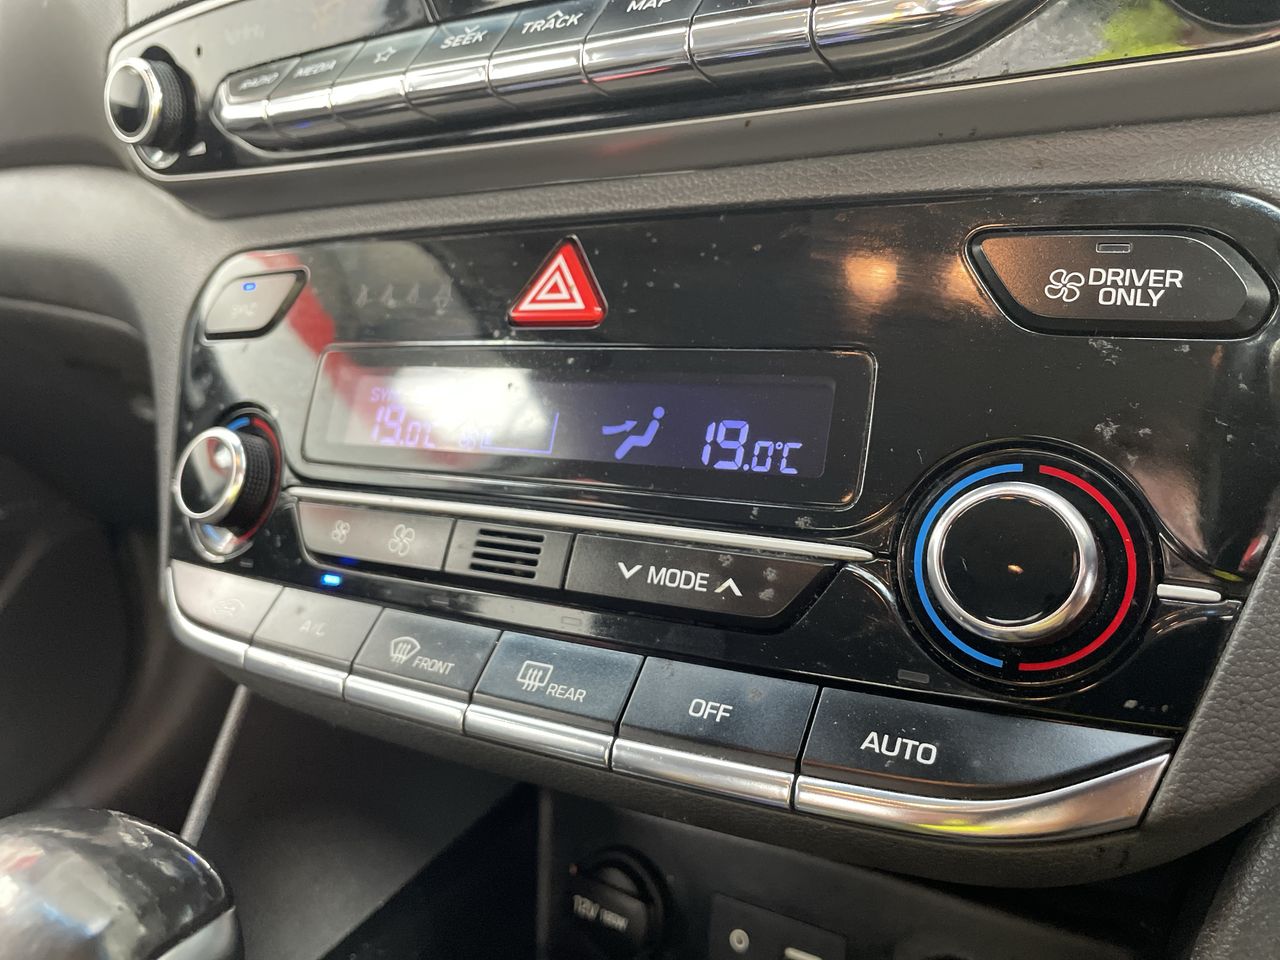 RADIO
MEDIA
SEEK
TRACK
MAP
DRIVER
ONLY
SYNC
19.0°C
19.0°C
MODE
A/C
FRONT
REAR
OFF
AUTO